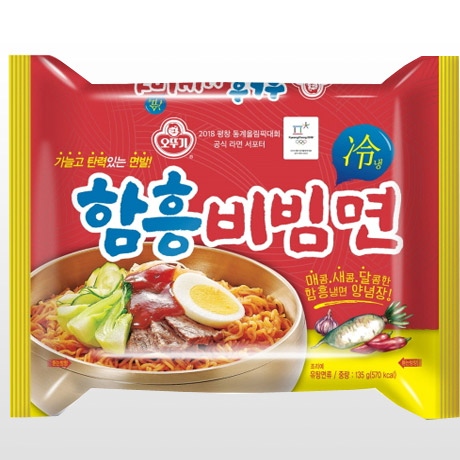 오뚜기
2018 평창 동계올림픽대회
공식 라면 서포터
冷냉
가늘고 탄력있는 면발!
함흥비빔면
매콤.새콤.달콤한
함흥냉면 양념장!
조리예
유탕면류 / 중량 : 135 g(570 kcal)